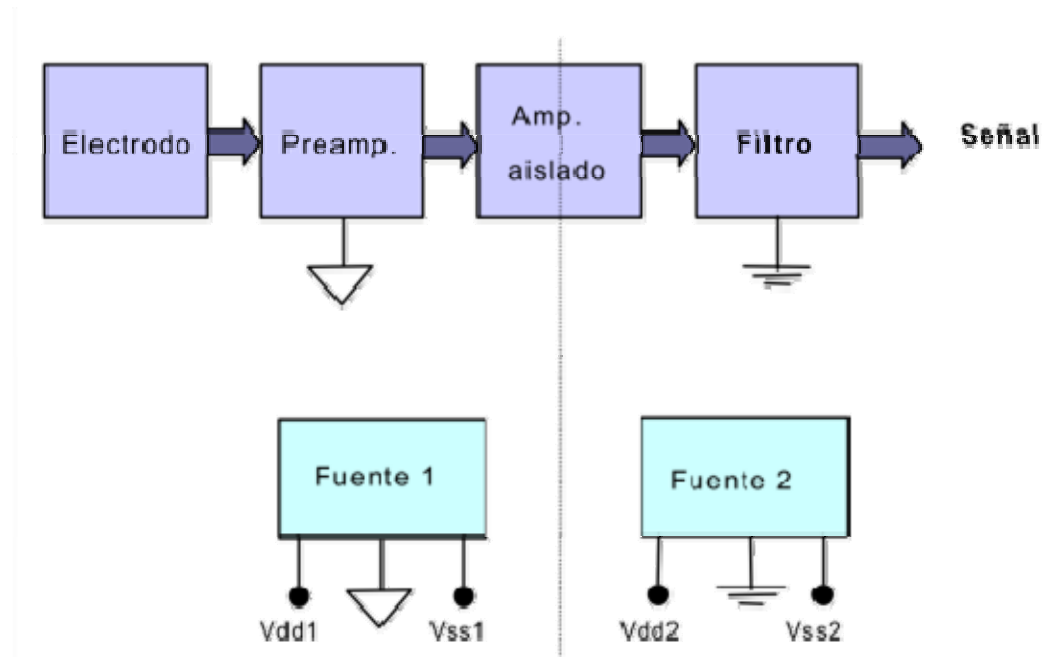 Electrodo
Preamp.
Amp.
aislado
Filtro
Señal
Fuente 1
Fuente 2
Vdd1
Vss1
Vdd2
Vss2